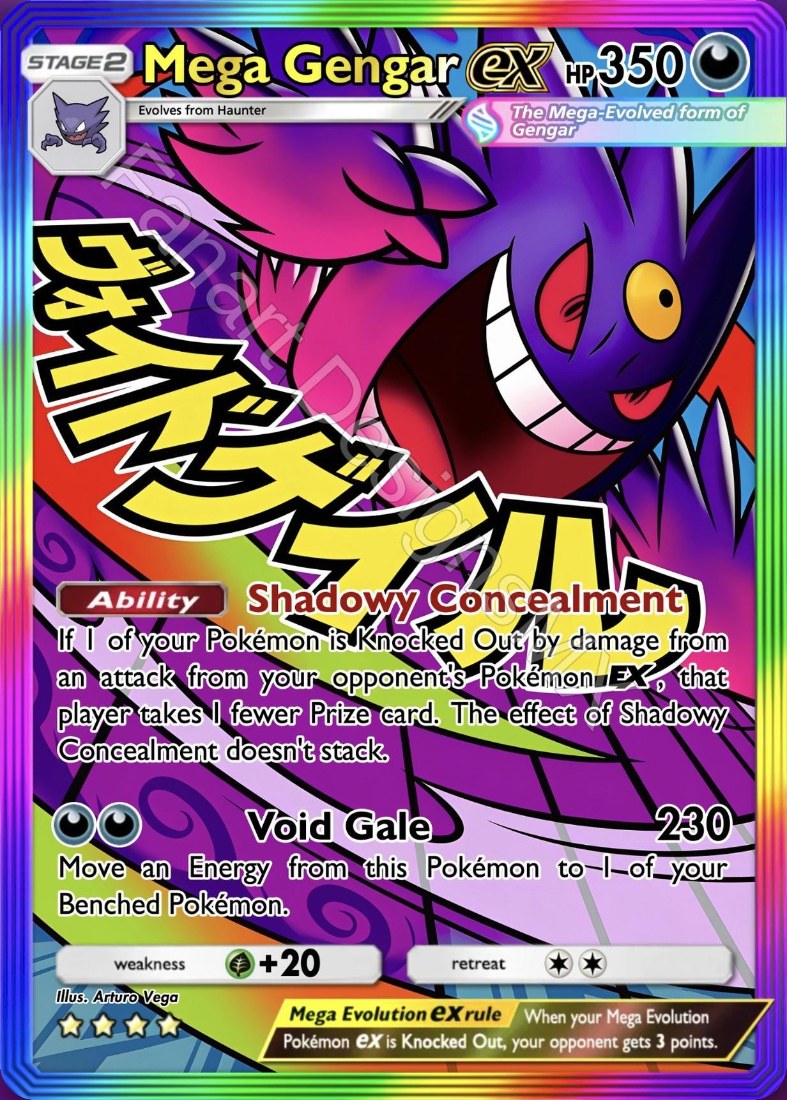 STAGE2 Mega Gengar ex HP350
Evolves from Haunter
The Mega-Evolved form of
Gengar
Fanart Designs
ヴォイドゲイル
Ability Shadowy Concealment
If 1 of your Pokémon is Knocked Out by damage from
an attack from your opponent's Pokémon EX, that
player takes 1 fewer Prize card. The effect of Shadowy
Concealment doesn't stack.
Void Gale 230
Move an Energy from this Pokémon to 1 of your
Benched Pokémon.
weakness +20 retreat
Illus. Arturo Vega
Mega Evolution ex rule When your Mega Evolution
Pokémon ex is Knocked Out, your opponent gets 3 points.